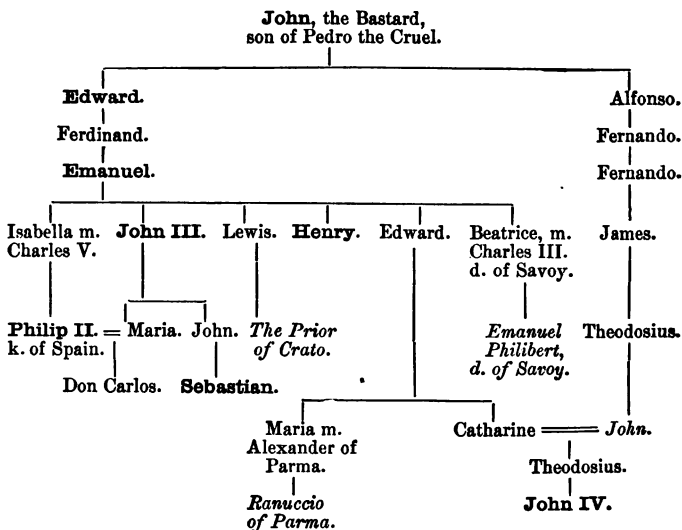 John, the Bastard,
son of Pedro the Cruel.
Edward.
Alfonso.
Ferdinand.
Fernando.
Emanuel.
Fernando.
Isabella m.
Charles V.
John III.
Lewis.
Henry.
Edward.
Beatrice, m.
Charles III.
d. of Savoy.
James.
Philip II. = Maria.
k. of Spain.
John.
The Prior
of Crato.
Emanuel
Philibert,
d. of Savoy.
Theodosius.
Don Carlos.
Sebastian.
Maria m.
Alexander of
Parma.
Catharine = John.
Theodosius.
Ranuccio
of Parma.
John IV.